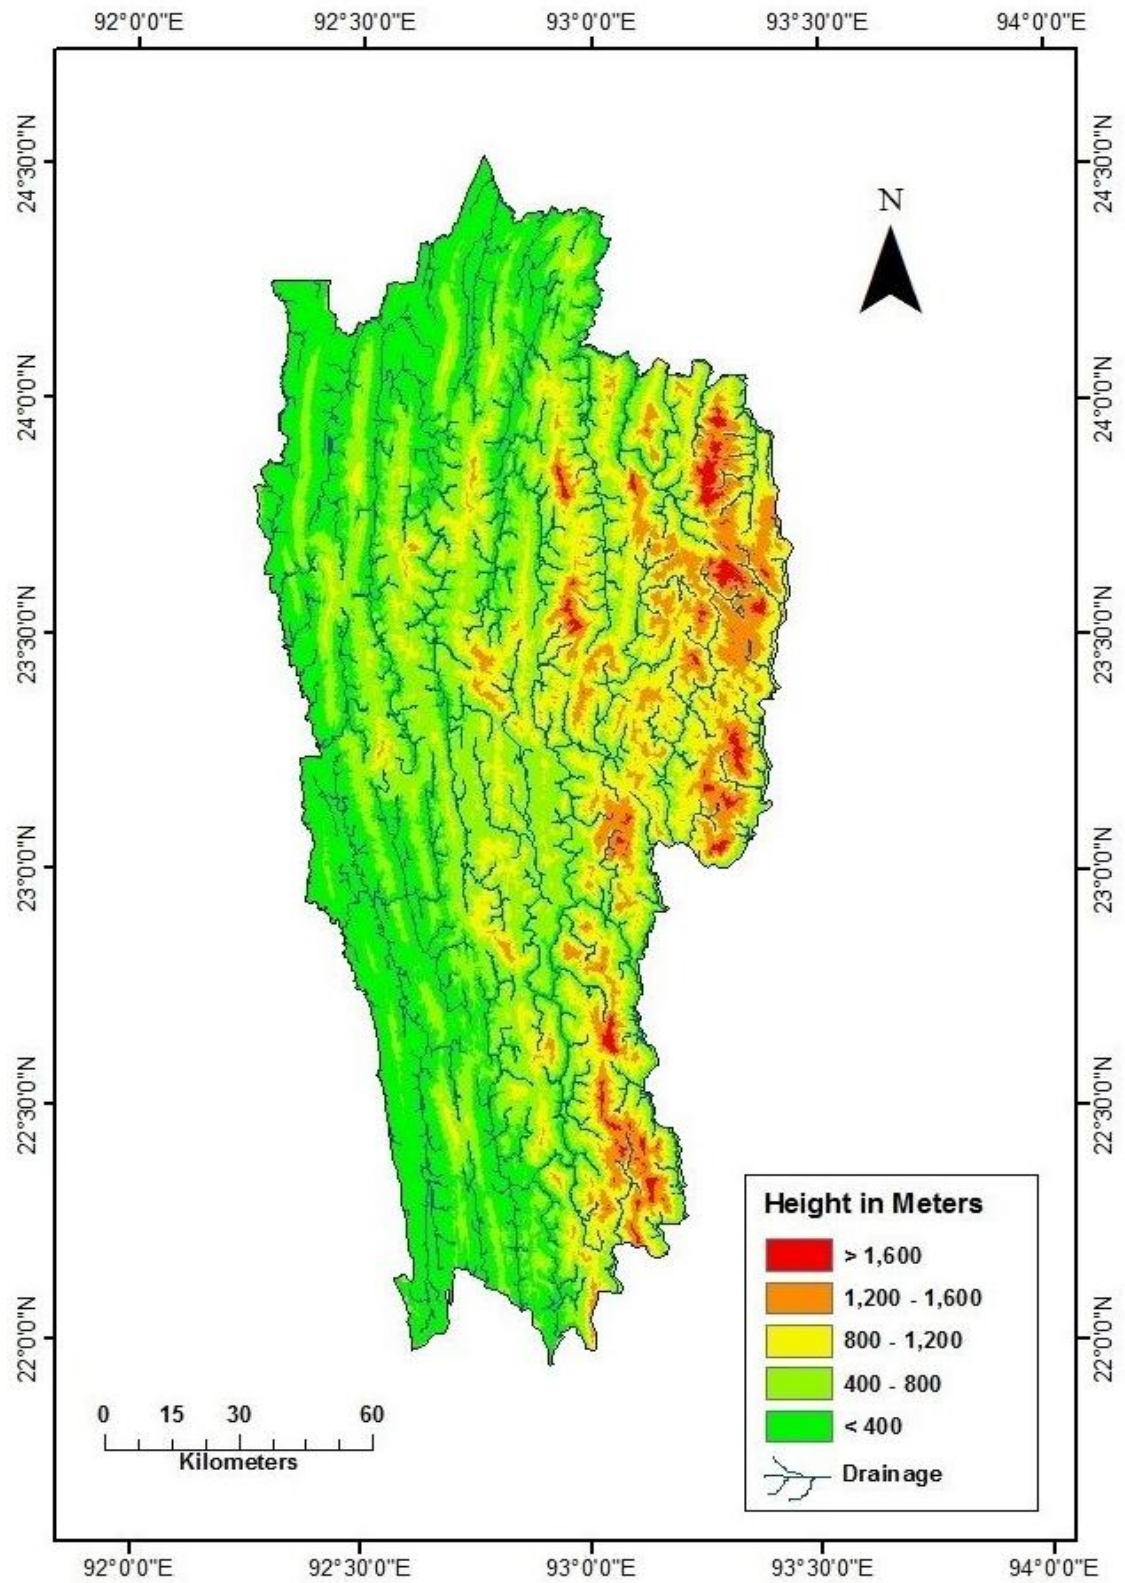 92°0'0"E 92°30'0"E 93°0'0"E 93°30'0"E 94°0'0"E
24°30'0"N 24°30'0"N
N
24°0'0"N 24°0'0"N
23°30'0"N 23°30'0"N
23°0'0"N 23°0'0"N
22°30'0"N 22°30'0"N
22°0'0"N 22°0'0"N
Height in Meters
> 1,600
1,200 - 1,600
800 - 1,200
400 - 800
< 400
Drainage
0 15 30 60
Kilometers
92°0'0"E 92°30'0"E 93°0'0"E 93°30'0"E 94°0'0"E